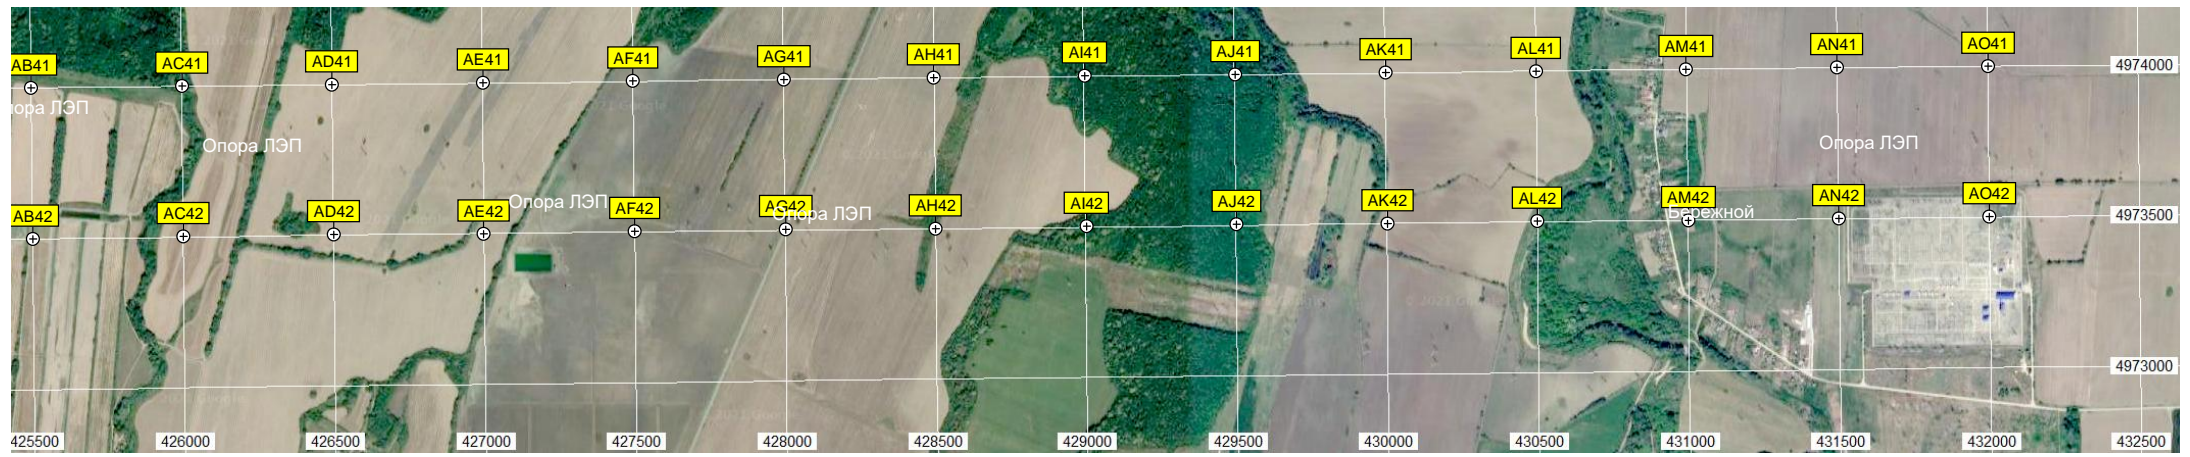 AB41 AC41 AD41 AE41 AF41 AG41 AH41 AI41 AJ41 AK41 AL41 AM41 AN41 AO41
4974000
пора ЛЭП
Опора ЛЭП
Опора ЛЭП
AB42 AC42 AD42 AE42 AF42 AG42 AH42 AI42 AJ42 AK42 AL42 AM42 AN42 AO42
Опора ЛЭП
Опора ЛЭП
Бережной
4973500
4973000
425500 426000 426500 427000 427500 428000 428500 429000 429500 430000 430500 431000 431500 432000 432500